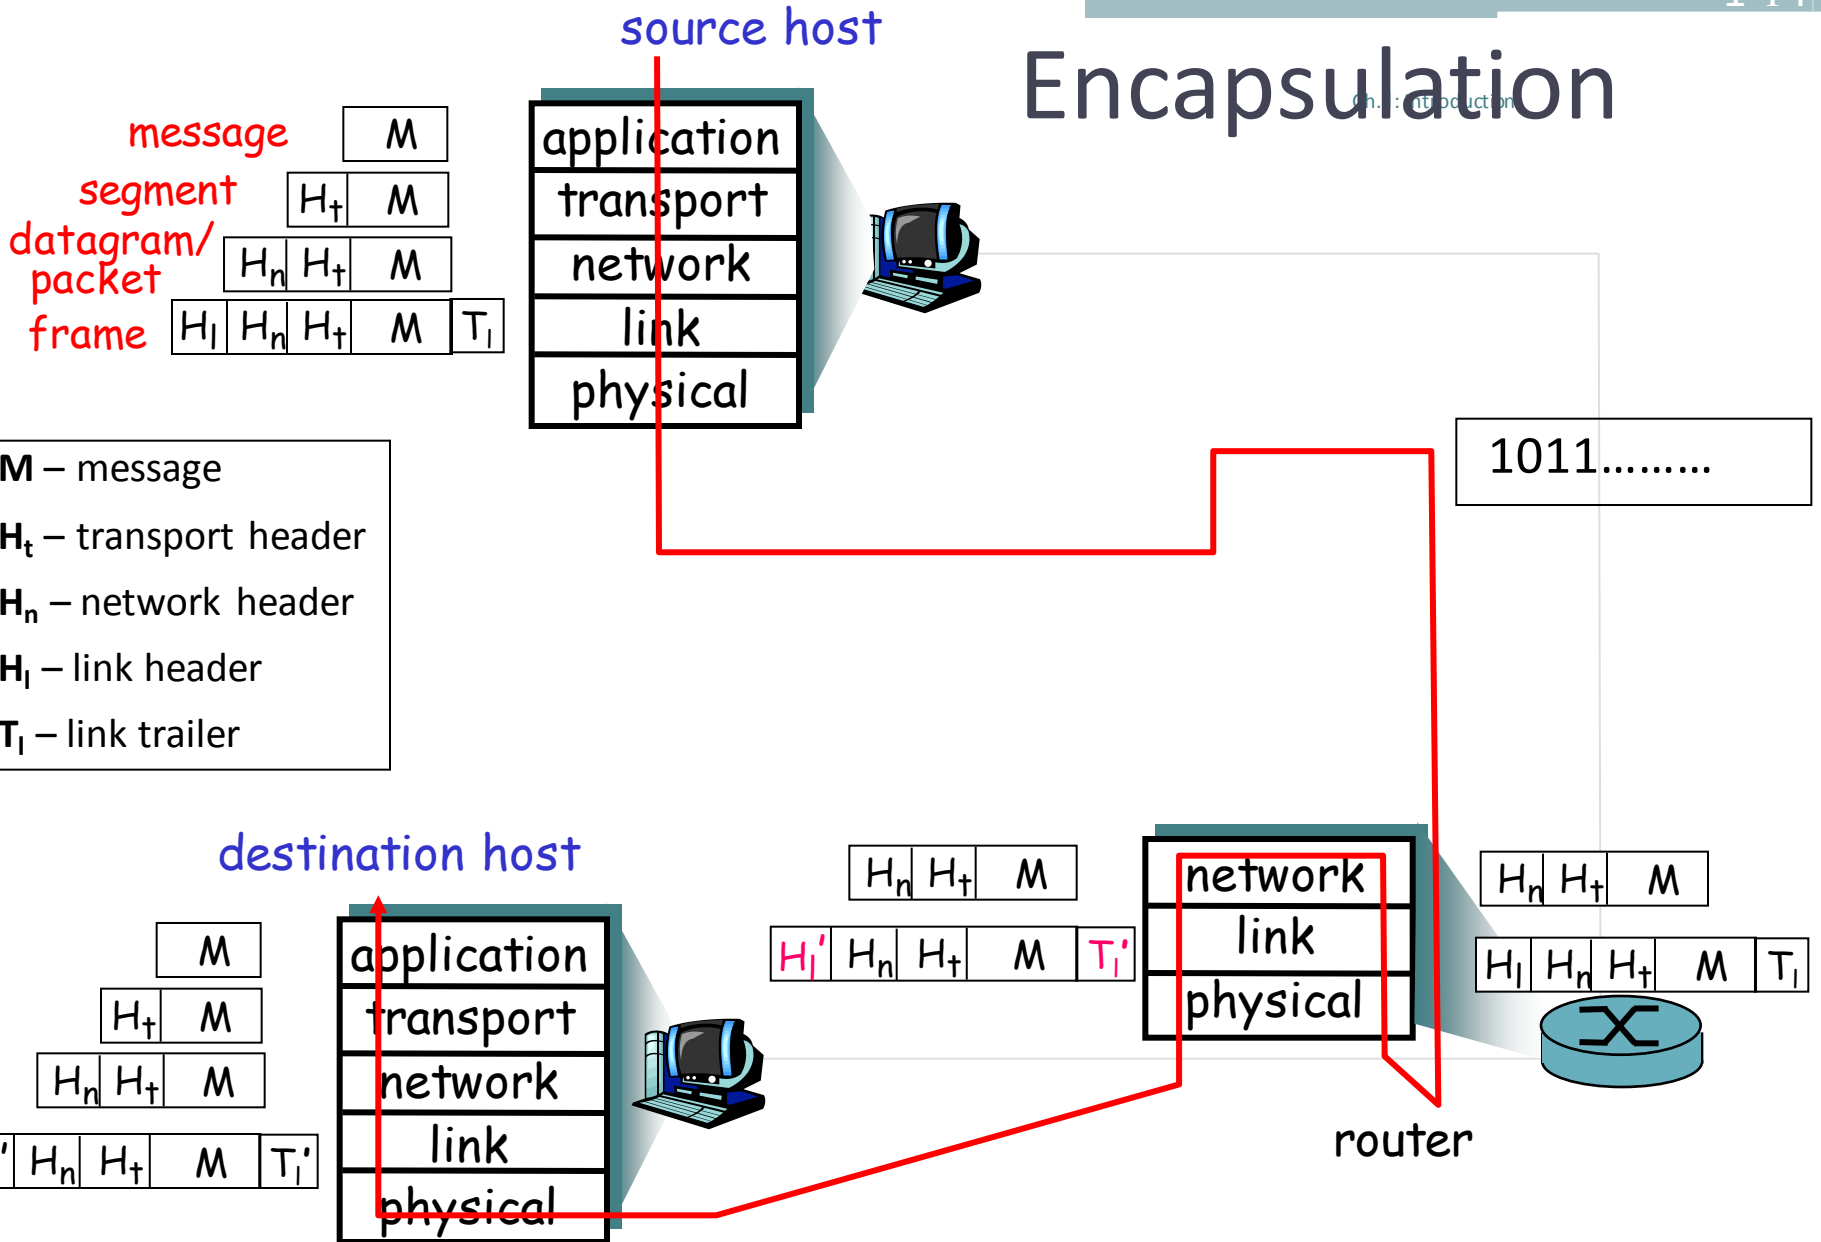 source host
Encapsulation
Ch. 1: Introduction
message M
segment Ht M
datagram/
packet Hn Ht M
frame Hl Hn Ht M Tl
application
transport
network
link
physical
1011………
M – message
Ht – transport header
Hn – network header
Hl – link header
Tl – link trailer
destination host
M
Ht M
Hn Ht M
' Hn Ht M Tl'
application
transport
network
link
physical
Hn Ht M
Hl' Hn Ht M Tl'
network
link
physical
Hn Ht M
Hl Hn Ht M Tl
router